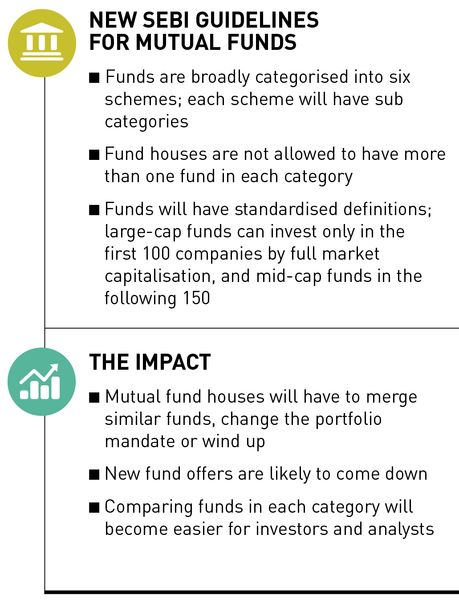 NEW SEBI GUIDELINES
FOR MUTUAL FUNDS
■ Funds are broadly categorised into six
schemes; each scheme will have sub
categories
■ Fund houses are not allowed to have more
than one fund in each category
■ Funds will have standardised definitions;
large-cap funds can invest only in the
first 100 companies by full market
capitalisation, and mid-cap funds in the
following 150
THE IMPACT
■ Mutual fund houses will have to merge
similar funds, change the portfolio
mandate or wind up
■ New fund offers are likely to come down
■ Comparing funds in each category will
become easier for investors and analysts